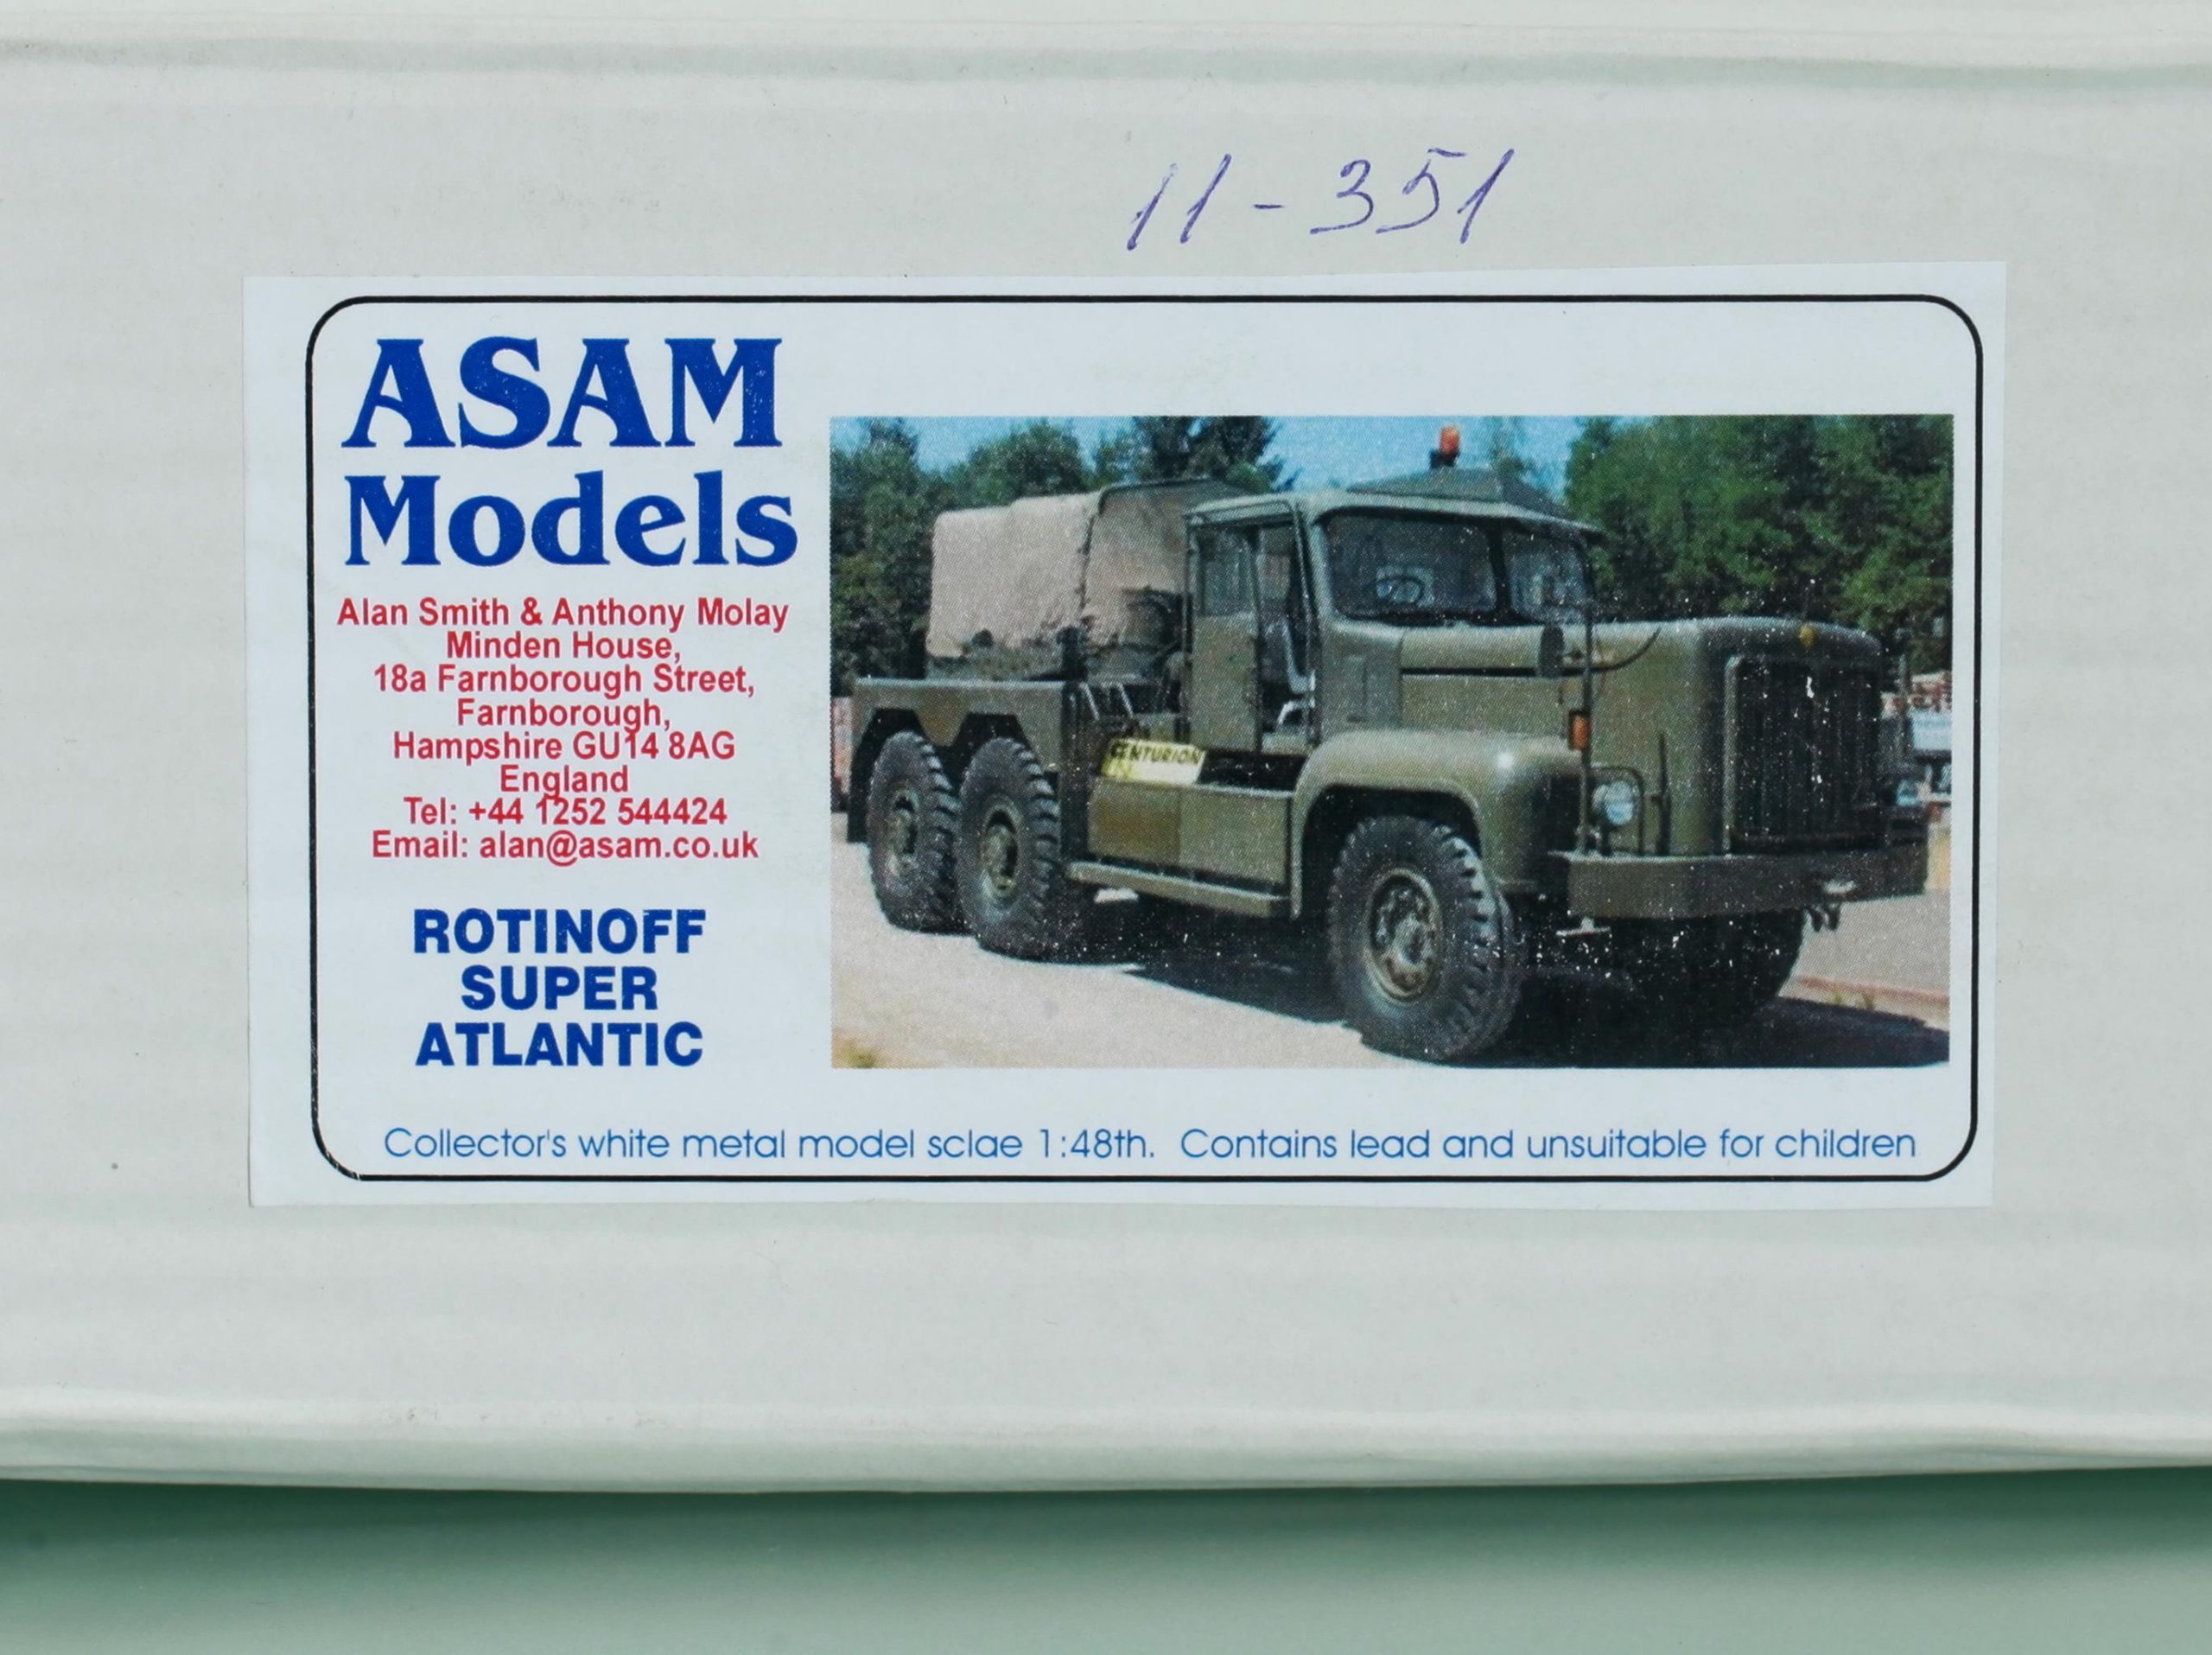 11-351
ASAM
Models
Alan Smith & Anthony Molay
Minden House,
18a Farnborough Street,
Farnborough,
Hampshire GU14 8AG
England
Tel: +44 1252 544424
Email: alan@asam.co.uk
CENTURION
ROTINOFF
SUPER
ATLANTIC
Collector's white metal model sclae 1:48th. Contains lead and unsuitable for children